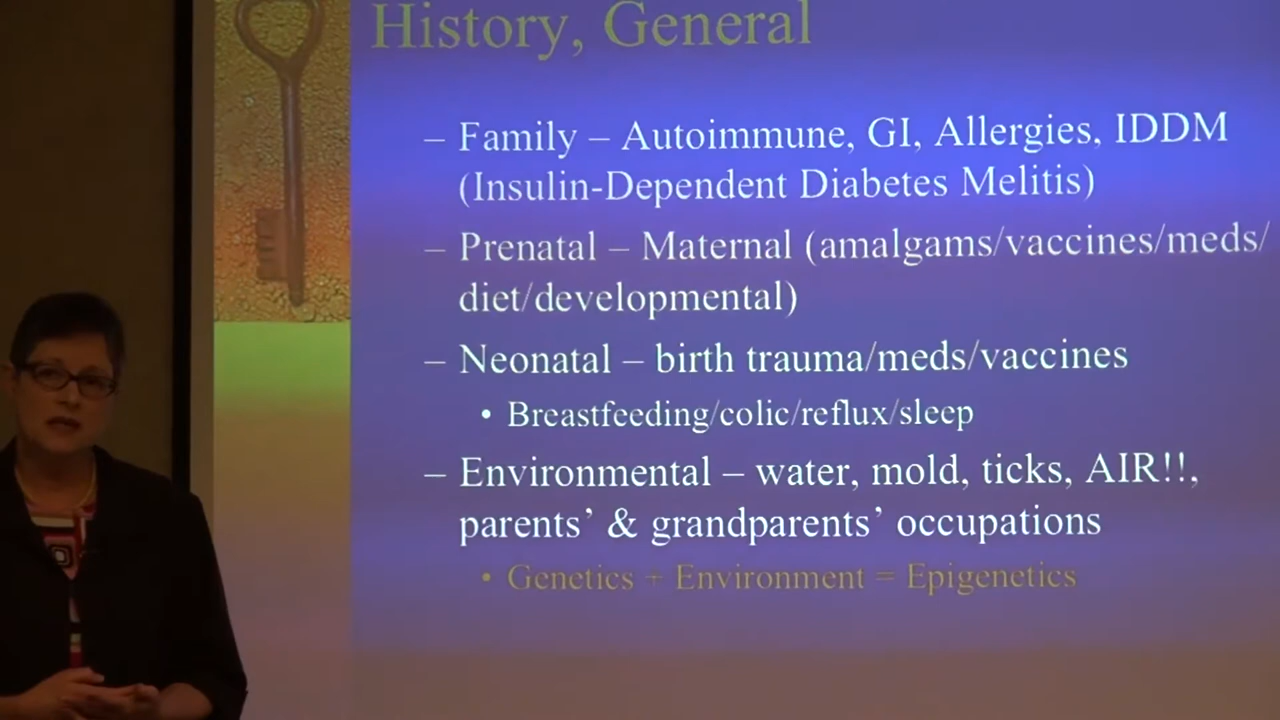 History, General
– Family – Autoimmune, GI, Allergies, IDDM
(Insulin-Dependent Diabetes Melitis)
– Prenatal – Maternal (amalgams/vaccines/meds/
diet/developmental)
– Neonatal – birth trauma/meds/vaccines
• Breastfeeding/colic/reflux/sleep
– Environmental – water, mold, ticks, AIR!!,
parents’ & grandparents’ occupations
• Genetics + Environment = Epigenetics